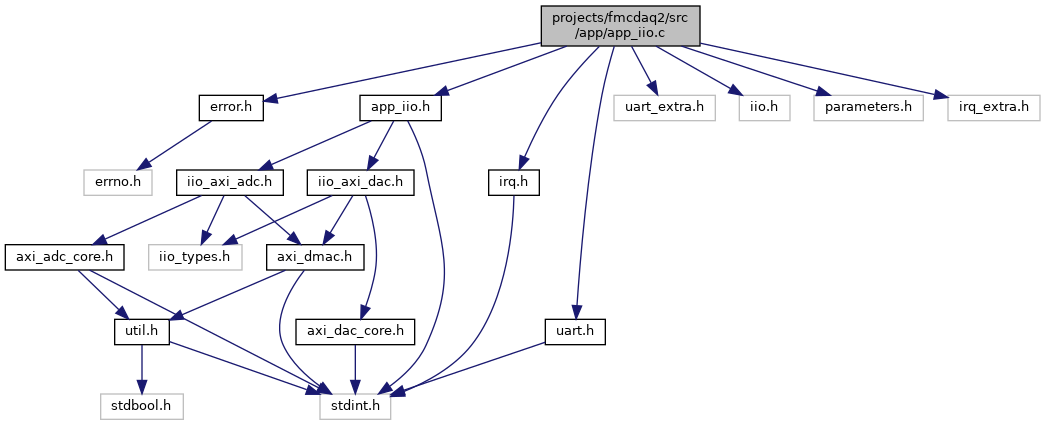 projects/fmcdaq2/src
/app/app_iio.c
error.h
app_iio.h
uart_extra.h
iio.h
parameters.h
irq_extra.h
errno.h
iio_axi_adc.h
iio_axi_dac.h
irq.h
axi_adc_core.h
iio_types.h
axi_dmac.h
util.h
axi_dac_core.h
uart.h
stdbool.h
stdint.h